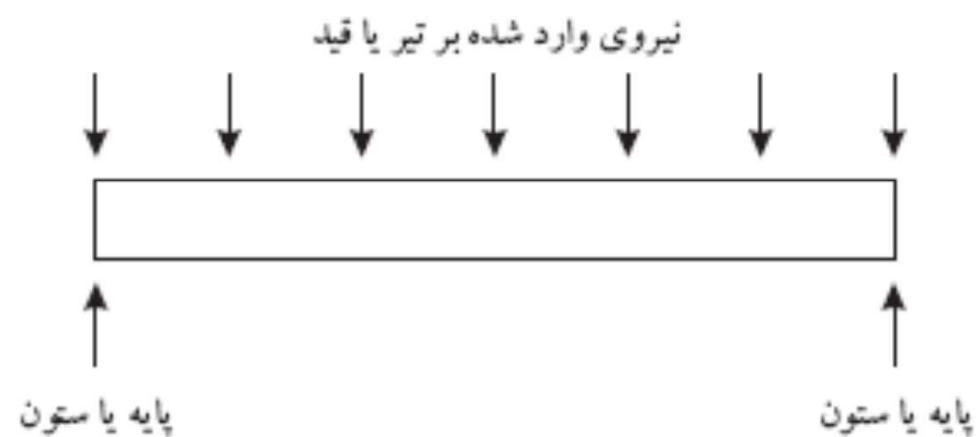 نیروی وارد شده بر تیر یا قید
پایه یا ستون
پایه یا ستون